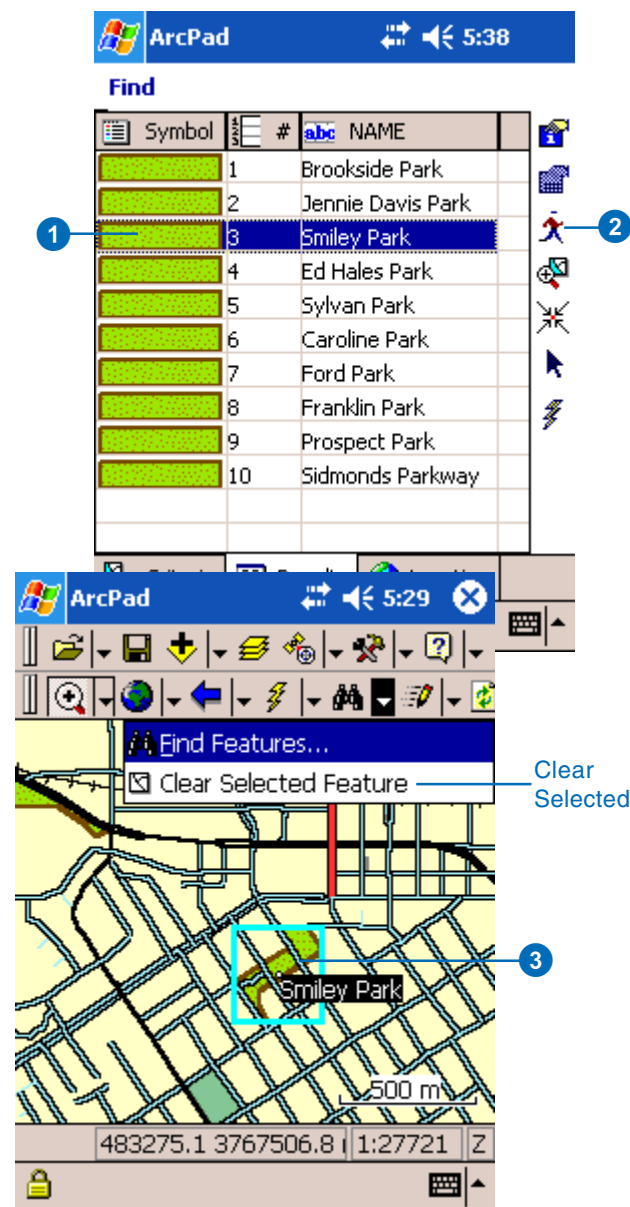 ArcPad 5:38
Find
Symbol # abc NAME
1 Brookside Park
2 Jennie Davis Park
1 3 Smiley Park 2
4 Ed Hales Park
5 Sylvan Park
6 Caroline Park
7 Ford Park
8 Franklin Park
9 Prospect Park
10 Sidmonds Parkway
ArcPad 5:29
Find Features...
Clear Selected Feature
Clear
Selected
3
Smiley Park
500 m
483275.1 3767506.8 1:27721 Z